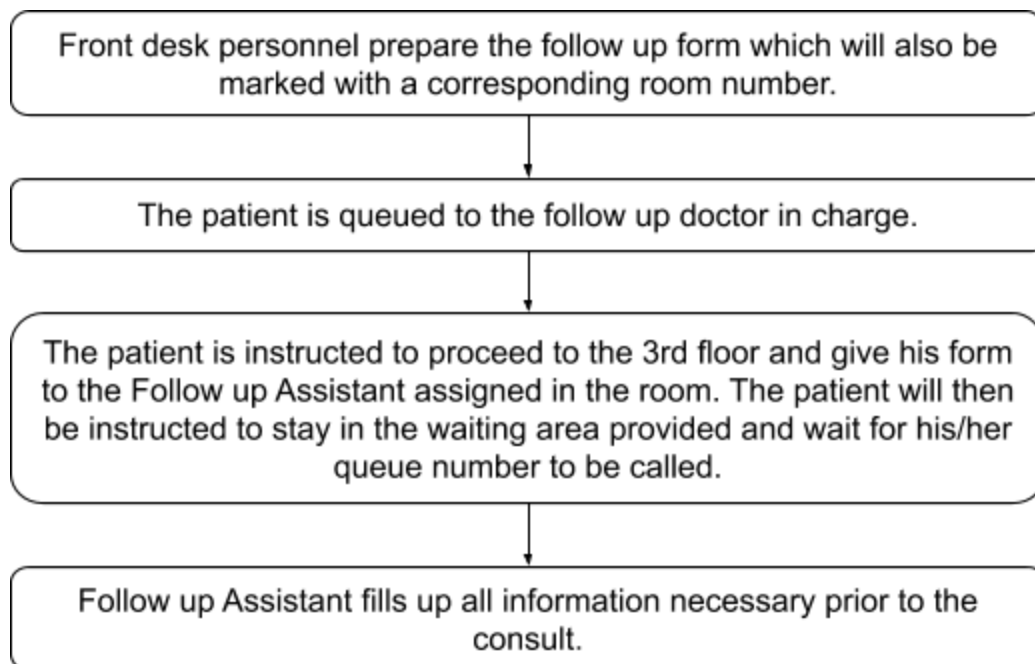 Front desk personnel prepare the follow up form which will also be
marked with a corresponding room number.
The patient is queued to the follow up doctor in charge.
The patient is instructed to proceed to the 3rd floor and give his form
to the Follow up Assistant assigned in the room. The patient will then
be instructed to stay in the waiting area provided and wait for his/her
queue number to be called.
Follow up Assistant fills up all information necessary prior to the
consult.